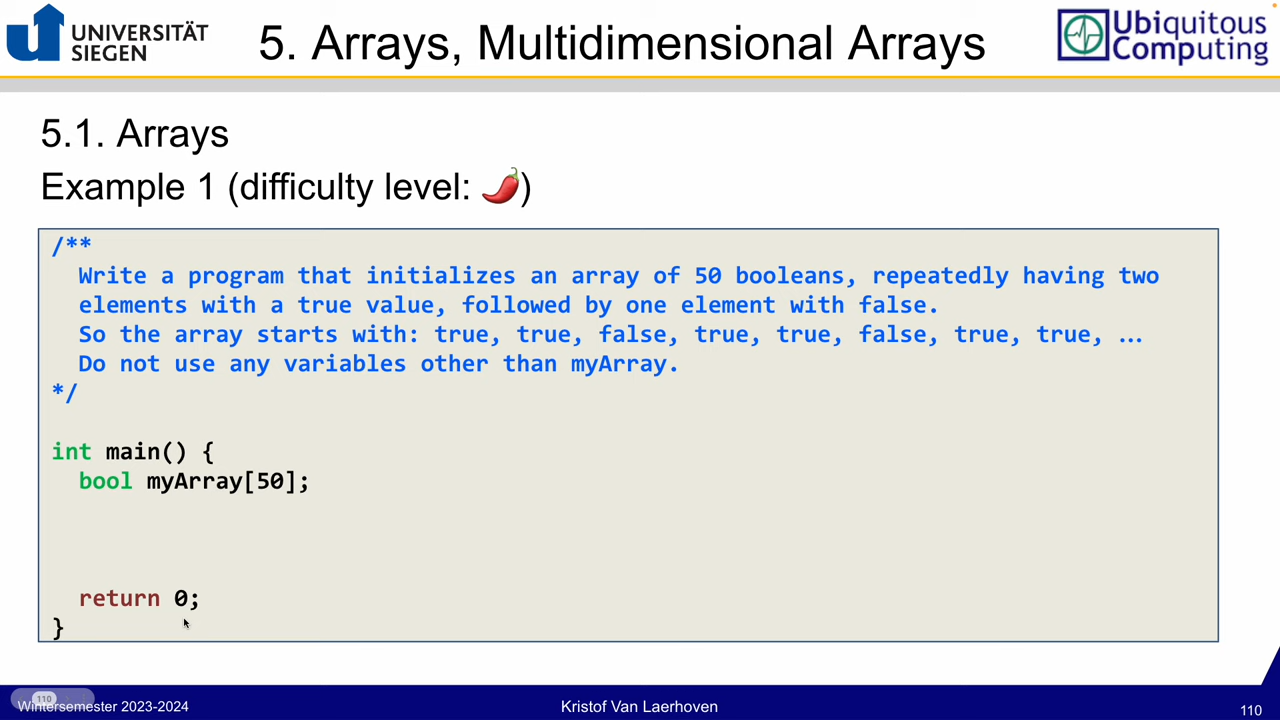 UNIVERSITÄT
SIEGEN
5. Arrays, Multidimensional Arrays
Ubiquitous
Computing
5.1. Arrays
Example 1 (difficulty level: 🌶️)
/**
Write a program that initializes an array of 50 booleans, repeatedly having two
elements with a true value, followed by one element with false.
So the array starts with: true, true, false, true, true, false, true, true, …
Do not use any variables other than myArray.
*/
int main() {
bool myArray[50];
return 0;
}
110
Wintersemester 2023-2024
Kristof Van Laerhoven
110